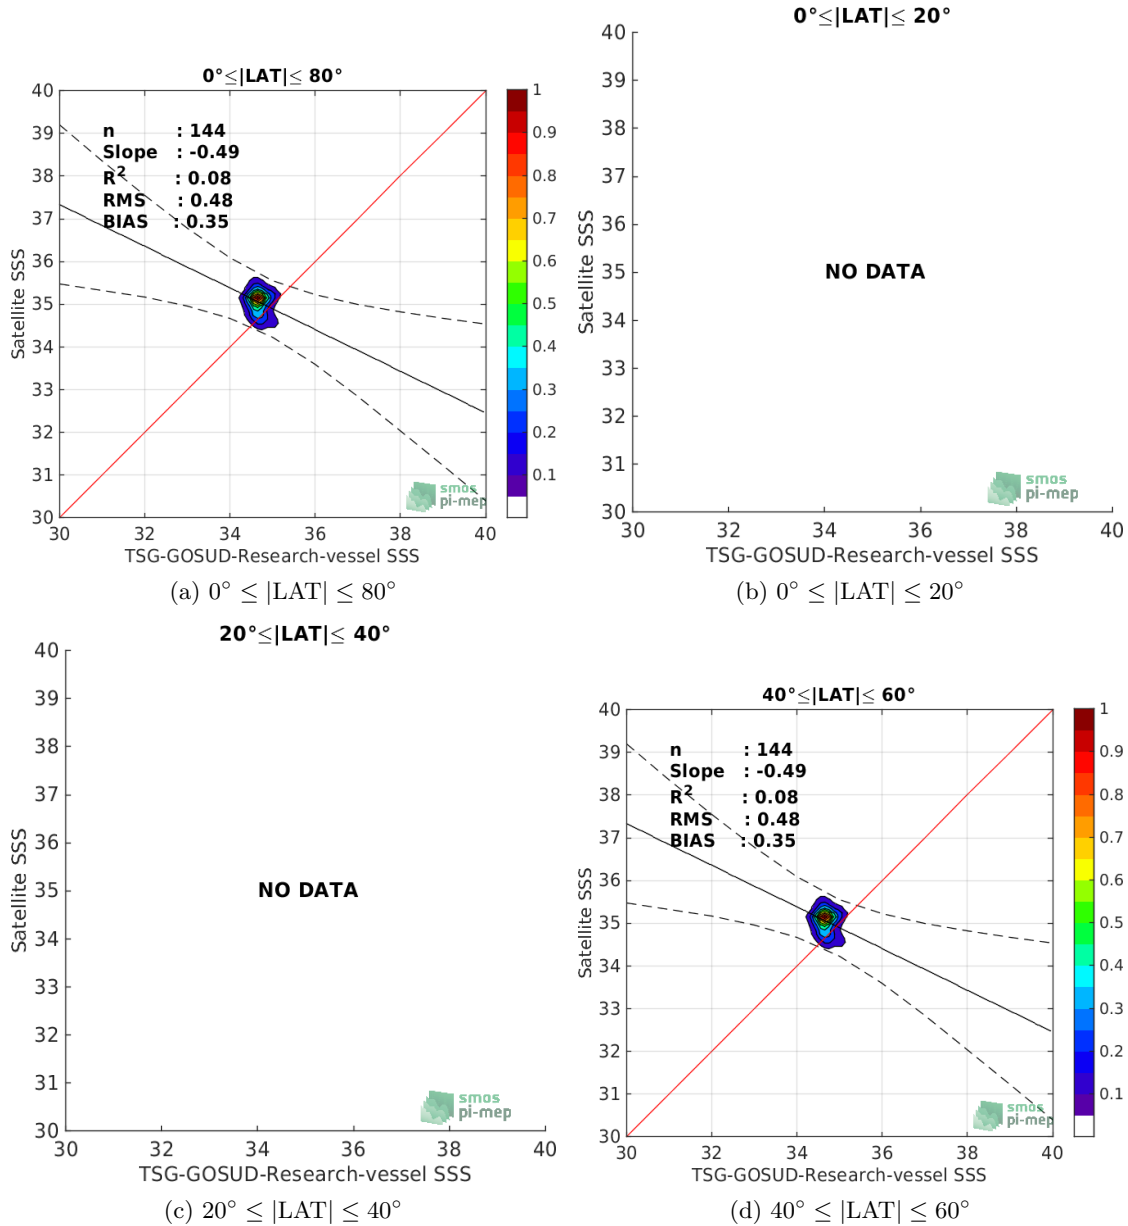 0°≤|LAT|≤ 80°
40
39
38
37
36
35
34
33
32
31
30
n : 144
Slope : -0.49
R² : 0.08
RMS : 0.48
BIAS : 0.35
Satellite SSS
1
0.9
0.8
0.7
0.6
0.5
0.4
0.3
0.2
0.1
smos
pi-mep
30 32 34 36 38 40
TSG-GOSUD-Research-vessel SSS
(a) 0° ≤ |LAT| ≤ 80°
0°≤|LAT|≤ 20°
40
39
38
37
36
35
34
33
32
31
30
Satellite SSS
NO DATA
smos
pi-mep
30 32 34 36 38 40
TSG-GOSUD-Research-vessel SSS
(b) 0° ≤ |LAT| ≤ 20°
20°≤|LAT|≤ 40°
40
39
38
37
36
35
34
33
32
31
30
Satellite SSS
NO DATA
smos
pi-mep
30 32 34 36 38 40
TSG-GOSUD-Research-vessel SSS
(c) 20° ≤ |LAT| ≤ 40°
40°≤|LAT|≤ 60°
40
39
38
37
36
35
34
33
32
31
30
n : 144
Slope : -0.49
R² : 0.08
RMS : 0.48
BIAS : 0.35
Satellite SSS
1
0.9
0.8
0.7
0.6
0.5
0.4
0.3
0.2
0.1
smos
pi-mep
30 32 34 36 38 40
TSG-GOSUD-Research-vessel SSS
(d) 40° ≤ |LAT| ≤ 60°